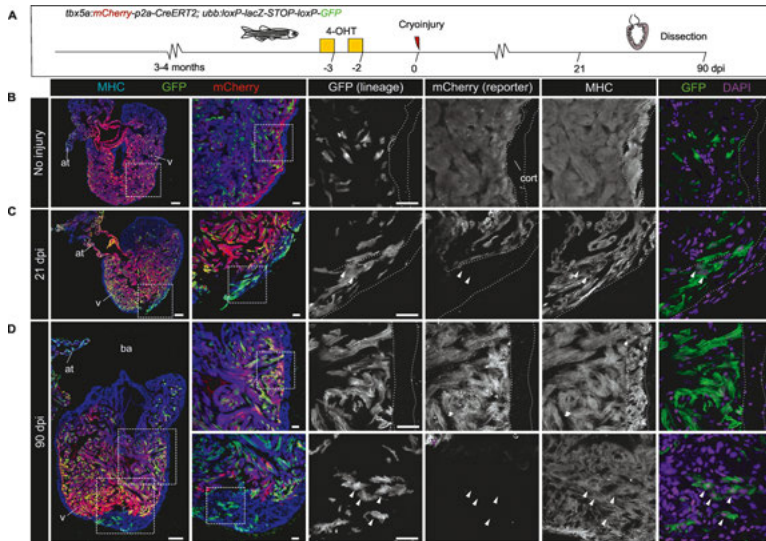 A
tbx5a:mCherry-p2a-CreERT2; ubb:loxP-lacZ-STOP-loxP-GFP
4-OHT
Cryoinjury
Dissection
3-4 months
-3
-2
0
21
90 dpi
MHC GFP mCherry
GFP (lineage)
mCherry (reporter)
MHC
GFP DAPI
B
No injury
at
v
cort
C
21 dpi
at
v
D
90 dpi
ba
at
v